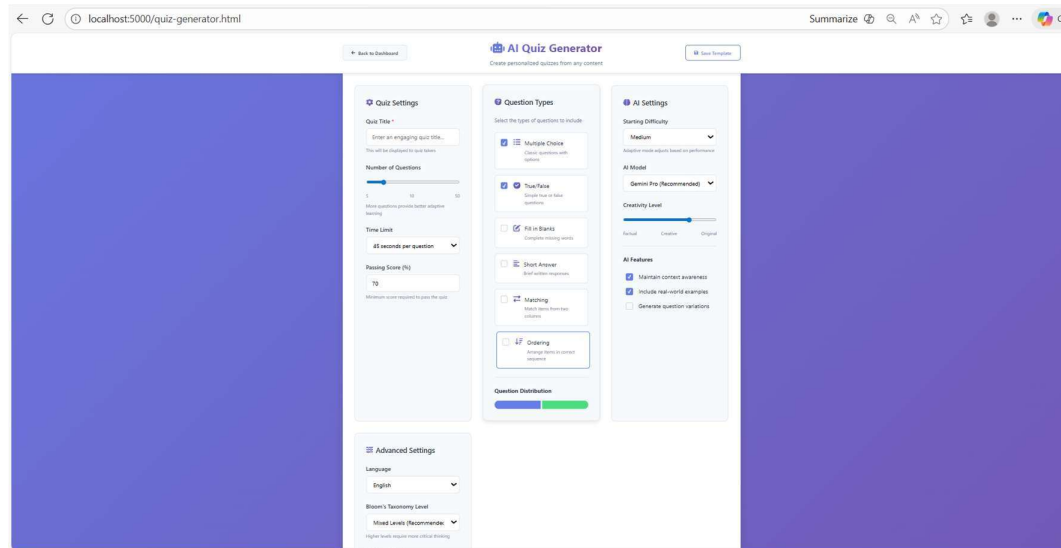 localhost:5000/quiz-generator.html
Summarize
Back to Dashboard
AI Quiz Generator
Create personalized quizzes from any content
Save Template
Quiz Settings
Quiz Title *
Enter an engaging quiz title...
This will be displayed to quiz takers
Number of Questions
5 10 50
More questions provide better adaptive
learning
Time Limit
45 seconds per question
Passing Score (%)
70
Minimum score required to pass the quiz
Question Types
Select the types of questions to include:
Multiple Choice
Classic questions with
options
True/False
Simple true or false
questions
Fill in Blanks
Complete missing words
Short Answer
Brief written responses
Matching
Match items from two
columns
Ordering
Arrange items in correct
sequence
Question Distribution
AI Settings
Starting Difficulty
Medium
Adaptive mode adjusts based on performance
AI Model
Gemini Pro (Recommended)
Creativity Level
Factual Creative Original
AI Features
Maintain context awareness
Include real-world examples
Generate question variations
Advanced Settings
Language
English
Bloom's Taxonomy Level
Mixed Levels (Recommended
Higher levels require more critical thinking